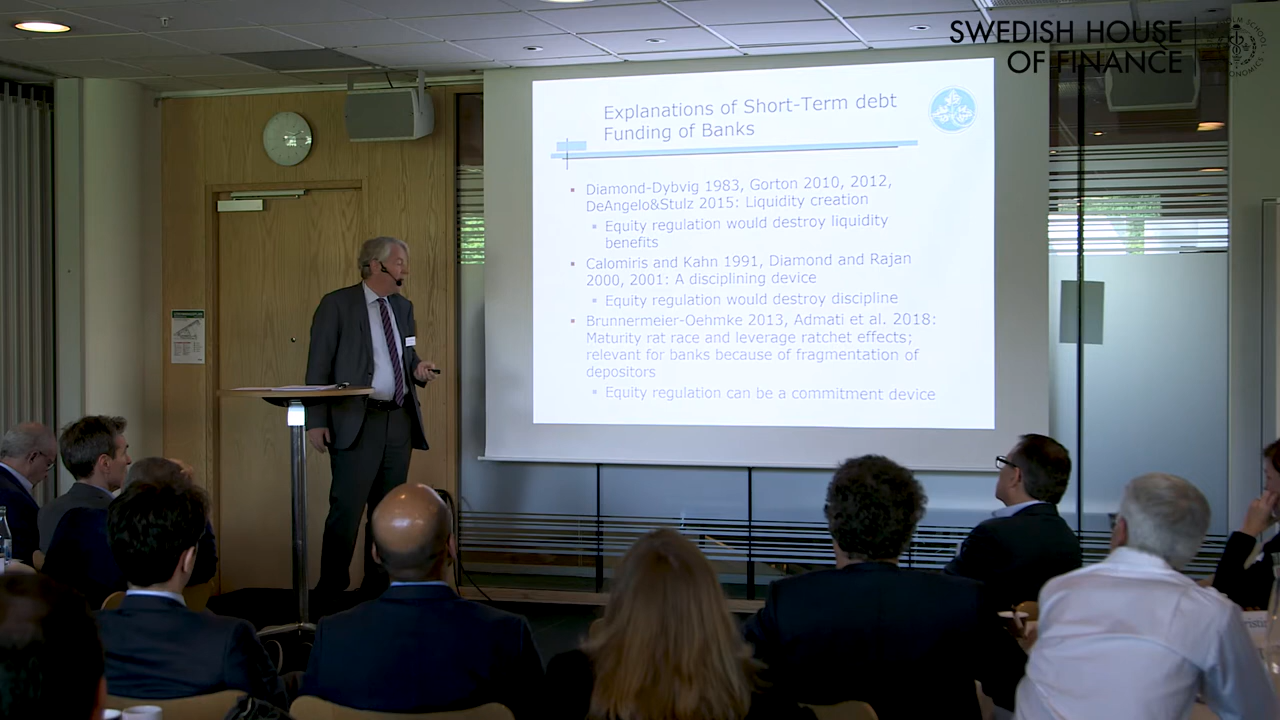 SWEDISH HOUSE
OF FINANCE
Explanations of Short-Term debt
Funding of Banks
Diamond-Dybvig 1983, Gorton 2010, 2012,
DeAngelo&Stulz 2015: Liquidity creation
Equity regulation would destroy liquidity
benefits
Calomiris and Kahn 1991, Diamond and Rajan
2000, 2001: A disciplining device
Equity regulation would destroy discipline
Brunnermeier-Oehmke 2013, Admati et al. 2018:
Maturity rat race and leverage ratchet effects;
relevant for banks because of fragmentation of
depositors
Equity regulation can be a commitment device